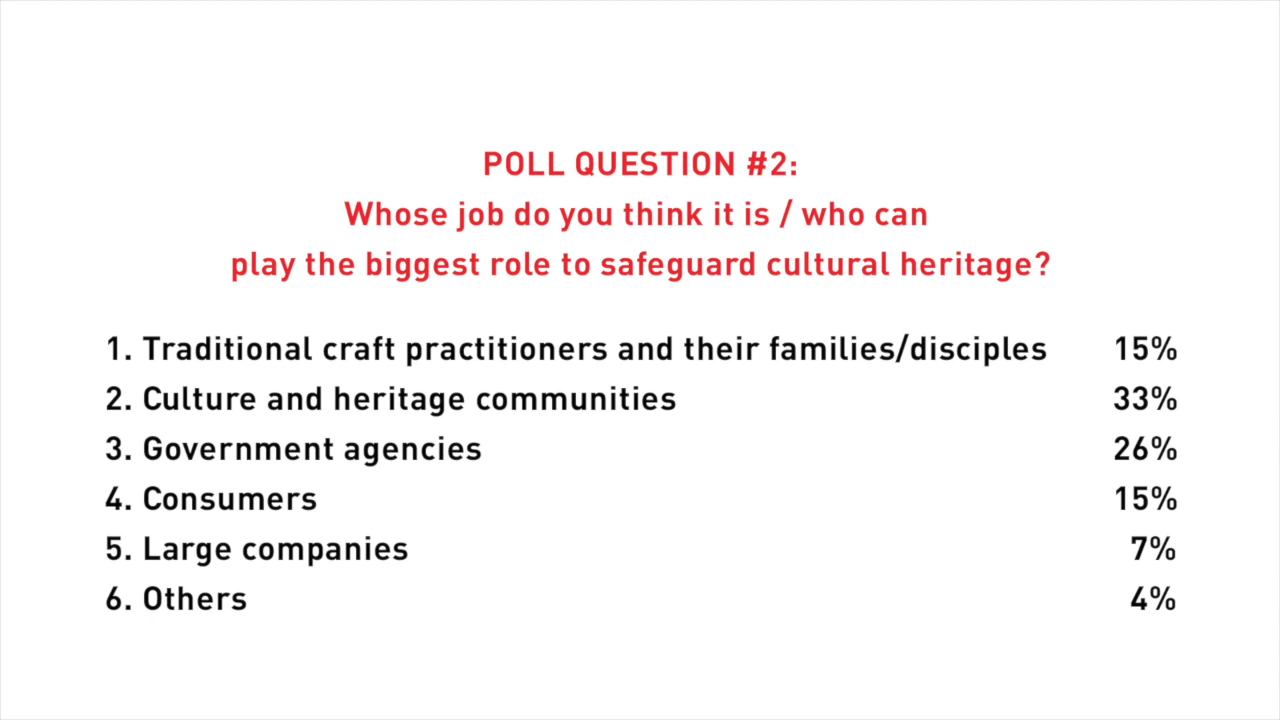 POLL QUESTION #2:
Whose job do you think it is / who can
play the biggest role to safeguard cultural heritage?
1. Traditional craft practitioners and their families/disciples 15%
2. Culture and heritage communities 33%
3. Government agencies 26%
4. Consumers 15%
5. Large companies 7%
6. Others 4%